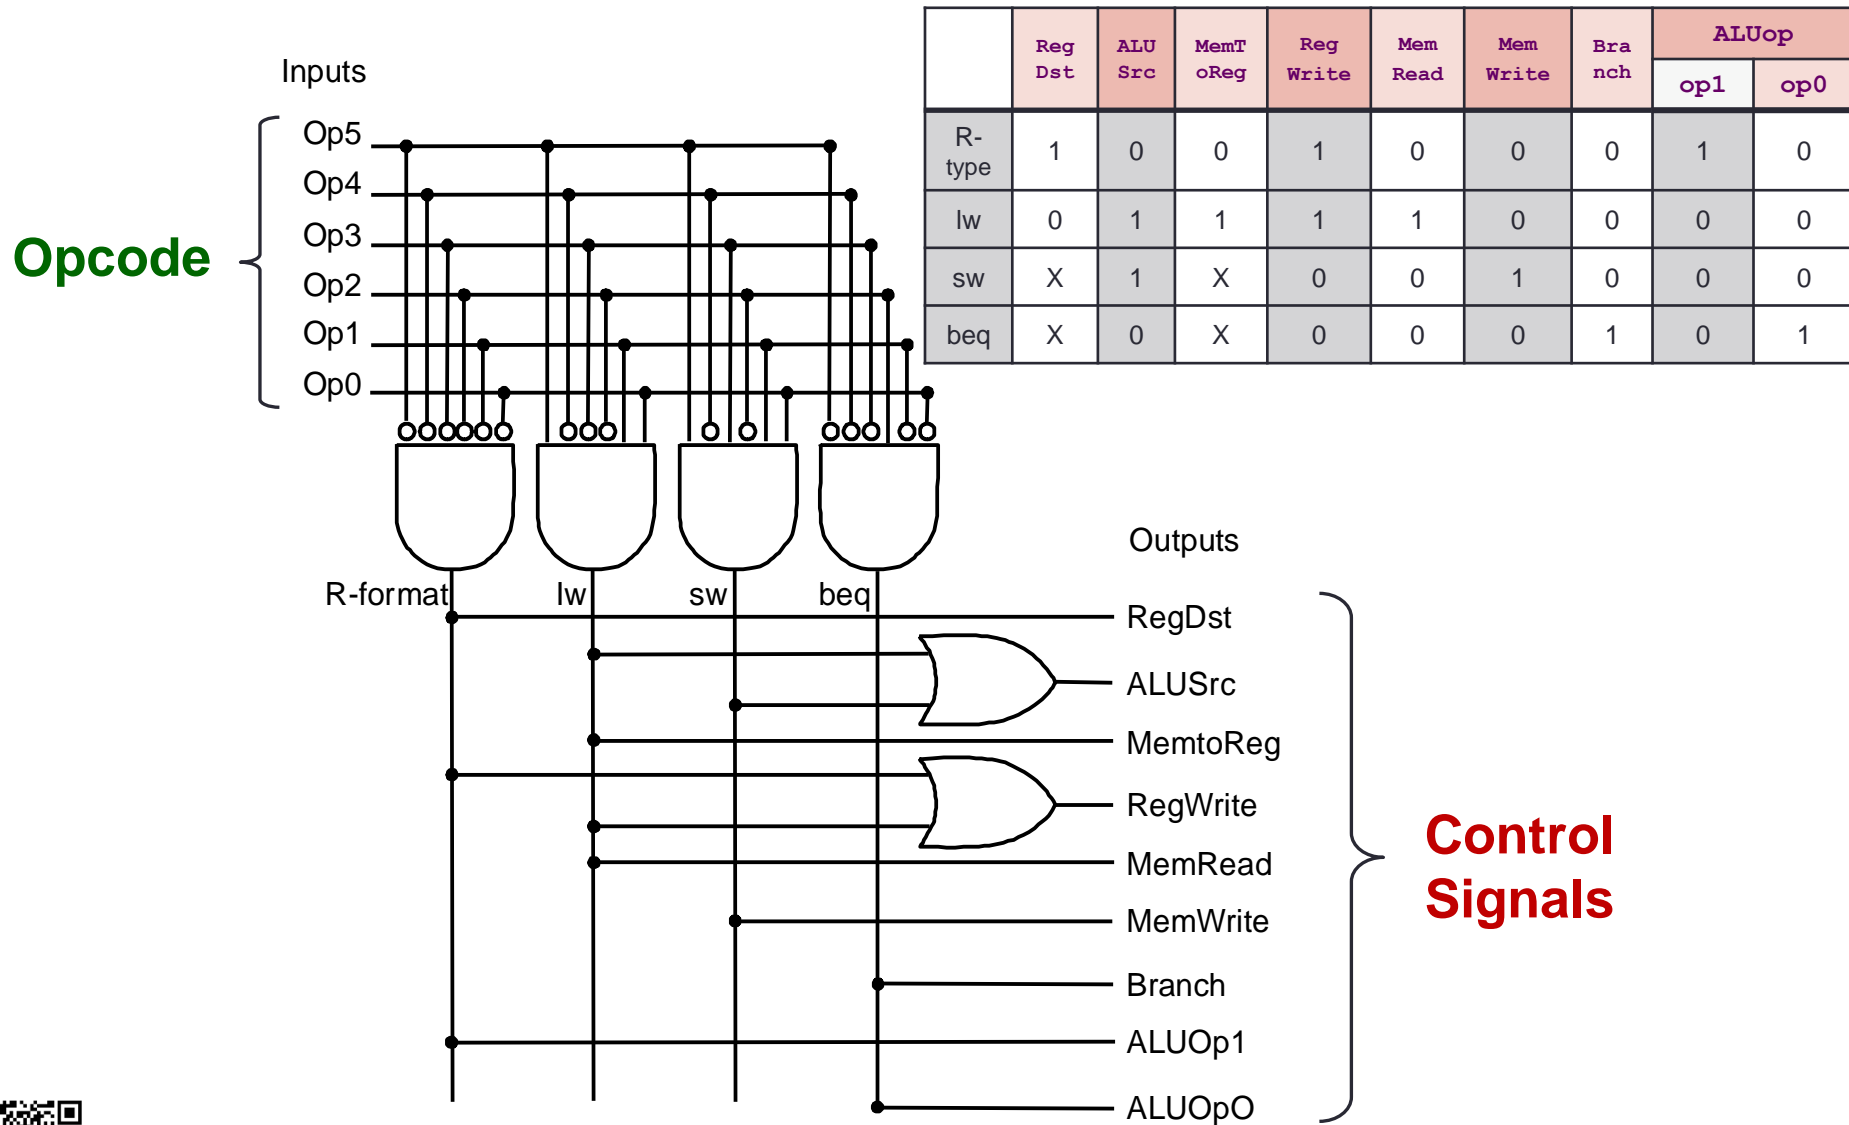 Inputs
Opcode
Op5
Op4
Op3
Op2
Op1
Op0
Reg Dst
ALU Src
MemT oReg
Reg Write
Mem Read
Mem Write
Bra nch
ALUop
op1 op0
R-type 1 0 0 1 0 0 0 1 0
lw 0 1 1 1 1 0 0 0 0
sw X 1 X 0 0 1 0 0 0
beq X 0 X 0 0 0 1 0 1
R-format lw sw beq
Outputs
RegDst
ALUSrc
MemtoReg
RegWrite
MemRead
MemWrite
Branch
ALUOp1
ALUOpO
Control
Signals